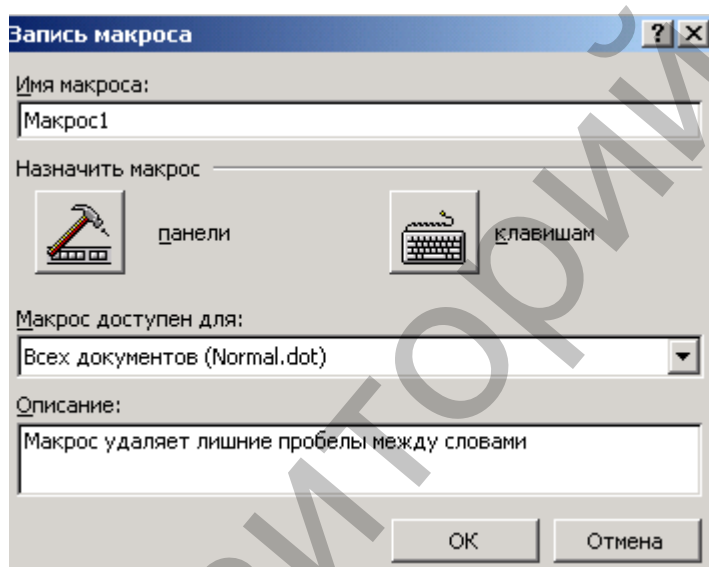 Запись макроса
Имя макроса:
Макрос1
Назначить макрос
панели
клавишам
Макрос доступен для:
Всех документов (Normal.dot)
Описание:
Макрос удаляет лишние пробелы между словами
ОК
Отмена